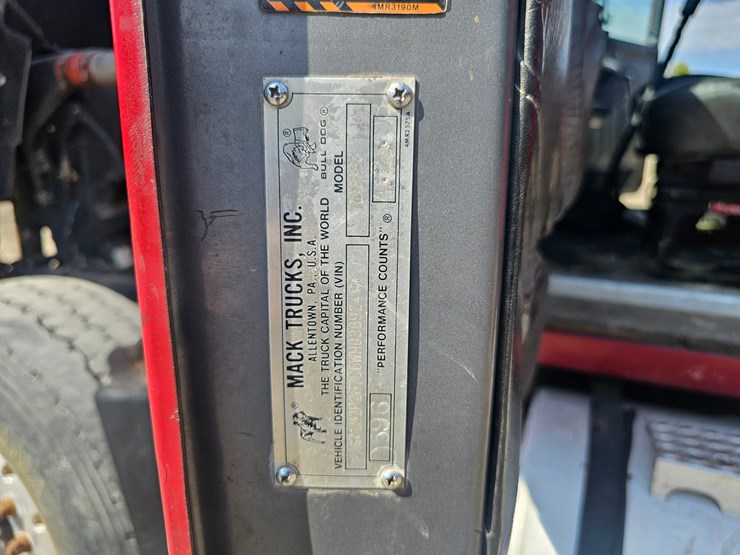 4MR3190M
MACK TRUCKS, INC.
ALLENTOWN, PA., U.S.A.
THE TRUCK CAPITAL OF THE WORLD
BULL DOG ®
VEHICLE IDENTIFICATION NUMBER (VIN)
MODEL
"PERFORMANCE COUNTS" ®